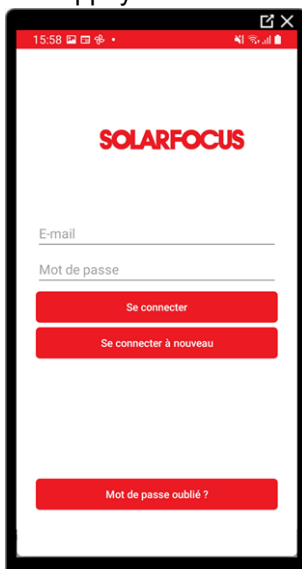 15:58
SOLARFOCUS
E-mail
Mot de passe
Se connecter
Se connecter à nouveau
Mot de passe oublié ?